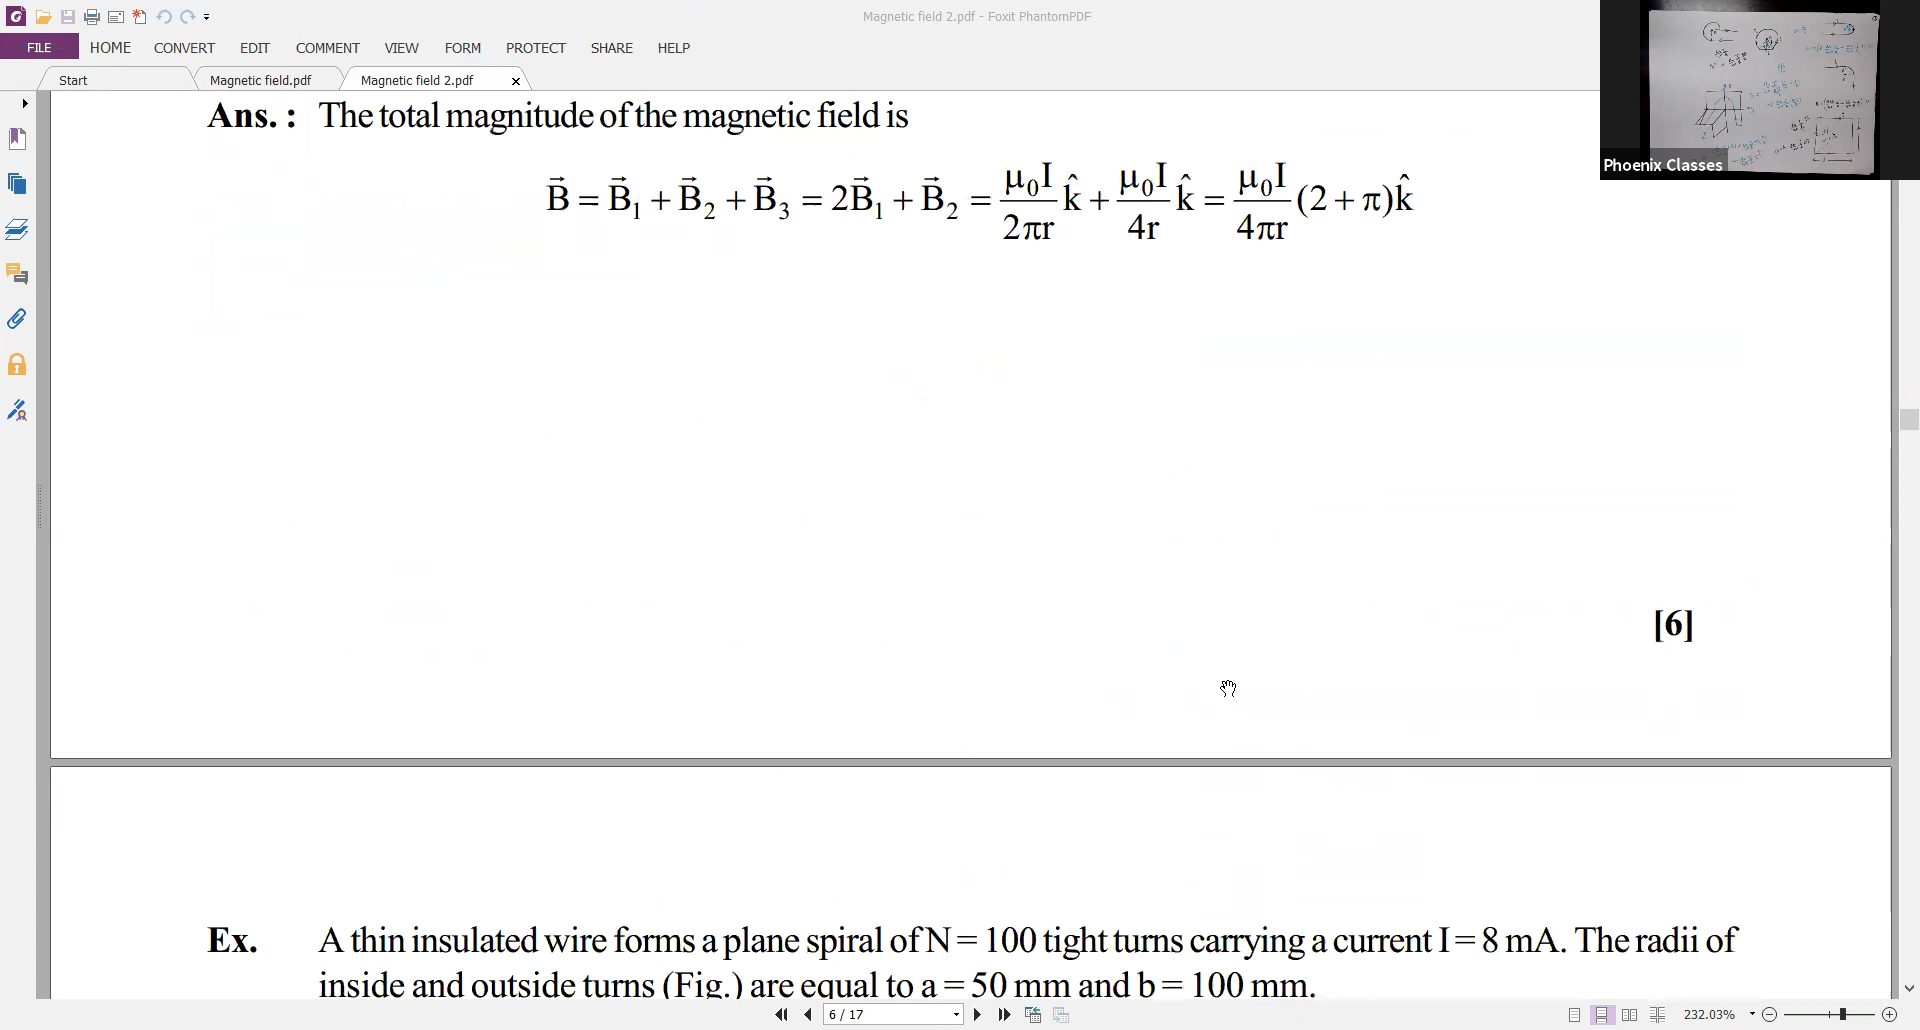 Magnetic field 2.pdf - Foxit PhantomPDF
FILE HOME CONVERT EDIT COMMENT VIEW FORM PROTECT SHARE HELP
Start Magnetic field.pdf Magnetic field 2.pdf ×
Phoenix Classes
Ans. : The total magnitude of the magnetic field is
B⃗ = B⃗₁ + B⃗₂ + B⃗₃ = 2B⃗₁ + B⃗₂ = μ₀I/2πr k̂ + μ₀I/4r k̂ = μ₀I/4πr (2 + π)k̂
[6]
Ex. A thin insulated wire forms a plane spiral of N = 100 tight turns carrying a current I = 8 mA. The radii of
inside and outside turns (Fig.) are equal to a = 50 mm and b = 100 mm.
6 / 17
232.03%